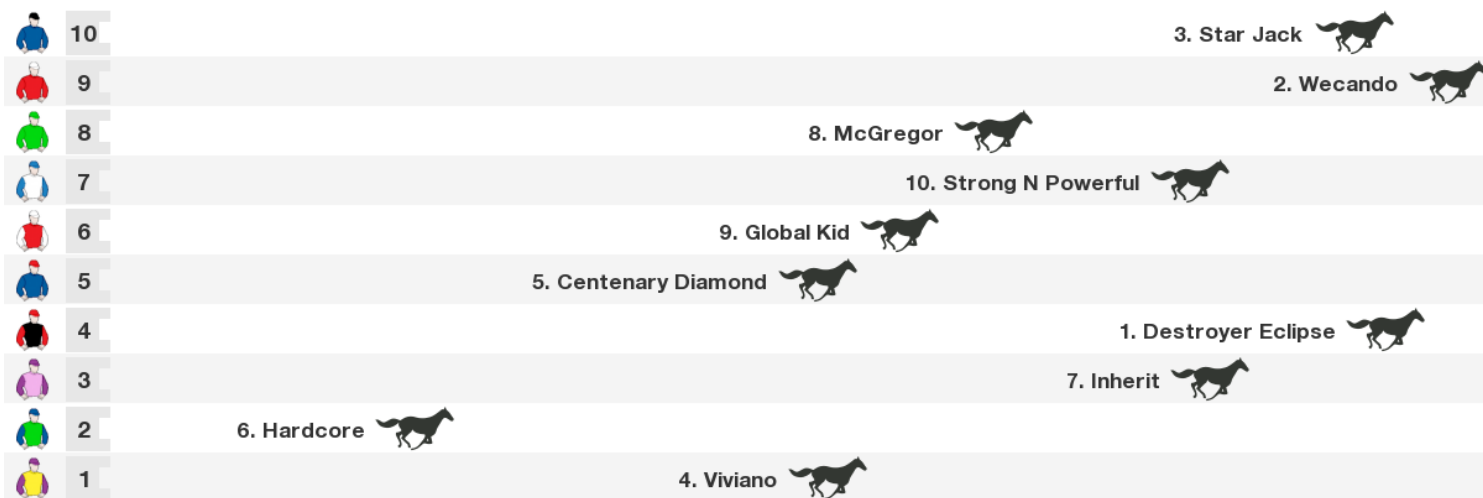 10 3. Star Jack
9 2. Wecando
8 8. McGregor
7 10. Strong N Powerful
6 9. Global Kid
5 5. Centenary Diamond
4 1. Destroyer Eclipse
3 7. Inherit
2 6. Hardcore
1 4. Viviano